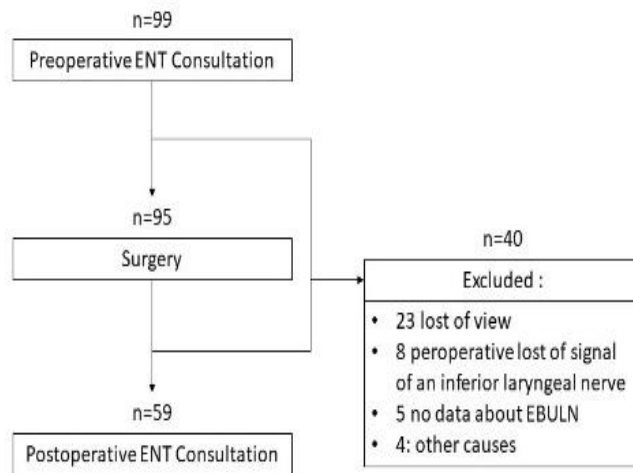 n=99
Preoperative ENT Consultation
n=95
Surgery
n=40
Excluded :
• 23 lost of view
• 8 peroperative lost of signal
of an inferior laryngeal nerve
• 5 no data about EBULN
• 4: other causes
n=59
Postoperative ENT Consultation